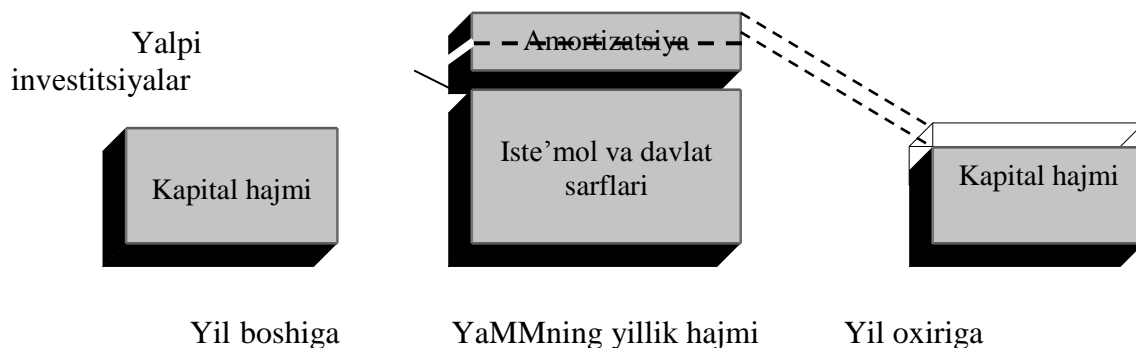 Yalpi
investitsiyalar
Amortizatsiya
Iste’mol va davlat
sarflari
Kapital hajmi
Kapital hajmi
Yil boshiga
YaMMning yillik hajmi
Yil oxiriga